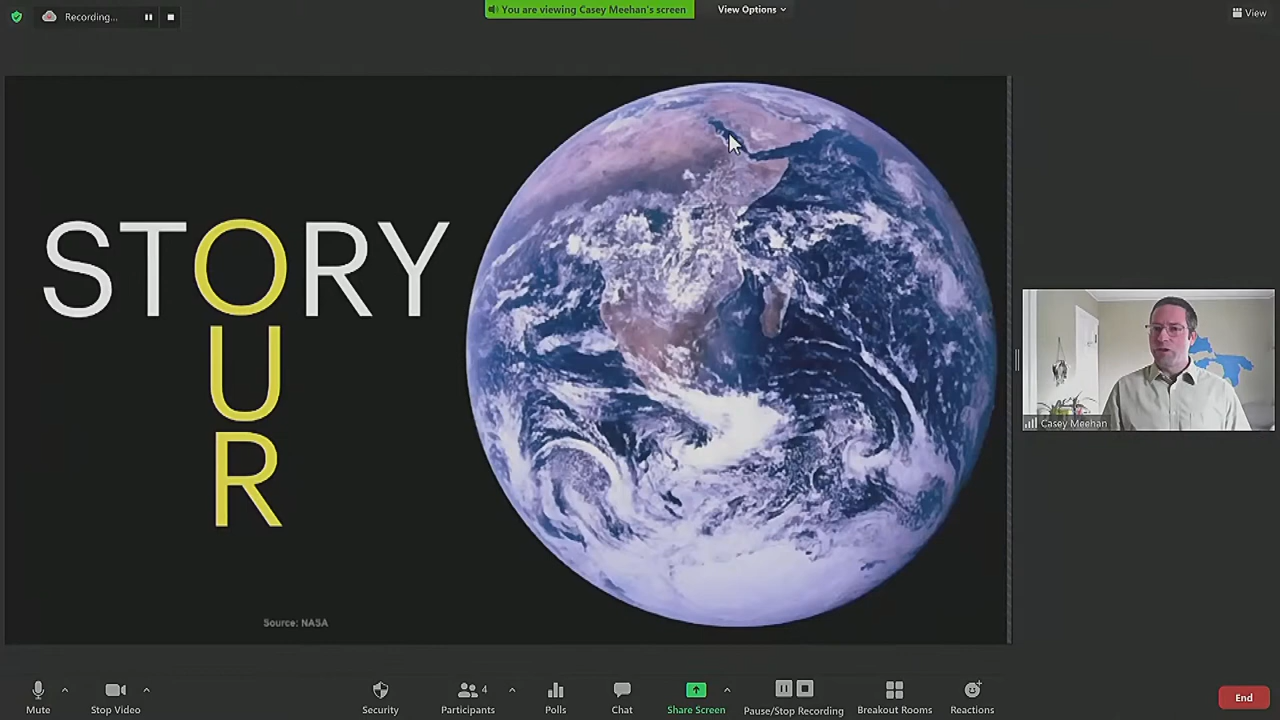 Recording...
You are viewing Casey Meehan's screen
View Options
View
STORY
U
R
Source: NASA
Casey Meehan
Mute
Stop Video
Security
Participants
4
Polls
Chat
Share Screen
Pause/Stop Recording
Breakout Rooms
Reactions
End